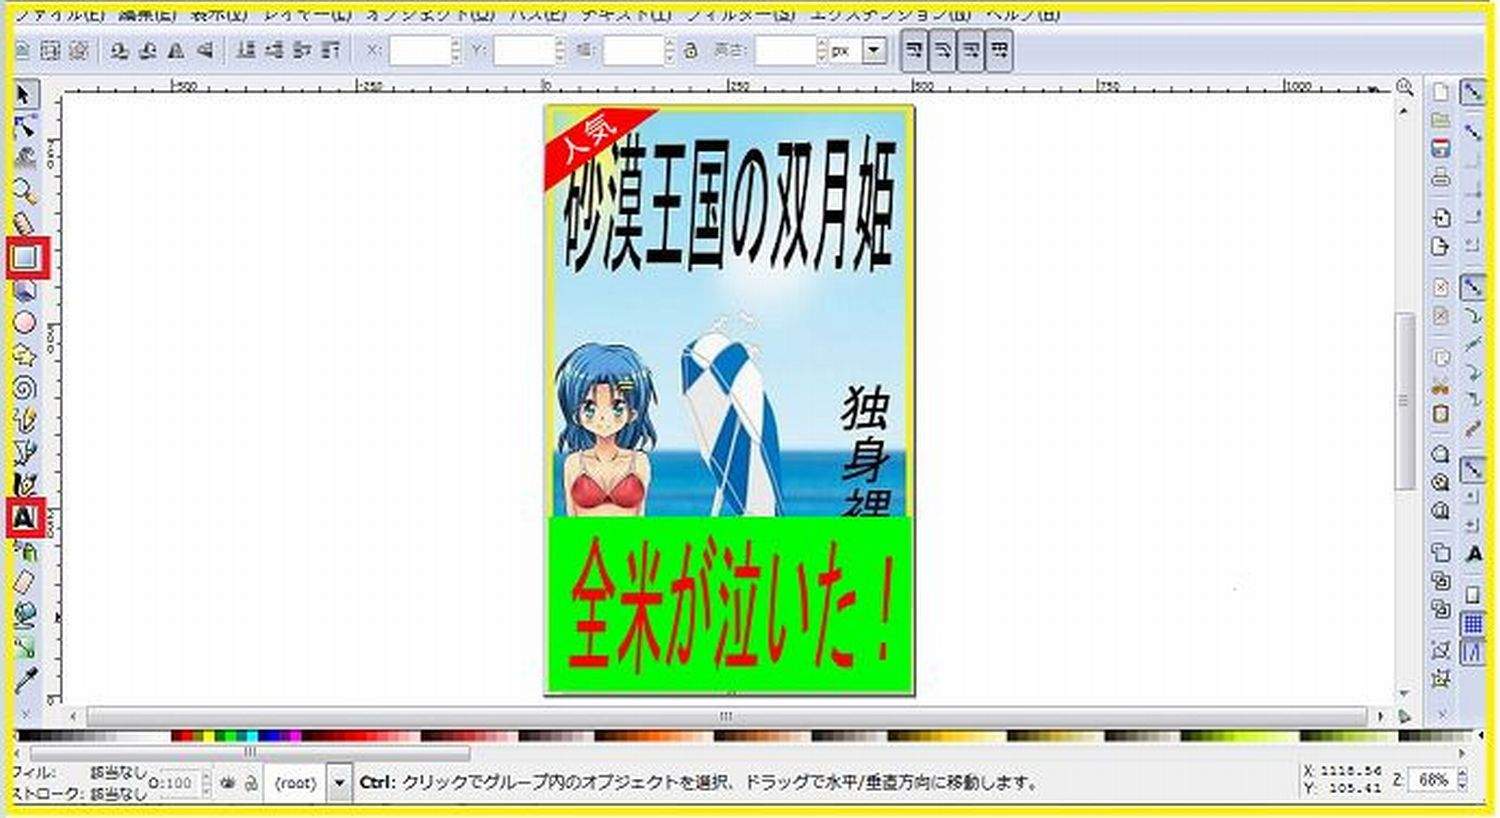 ファイル(E) 編集(E) 表示(V) レイヤー(L) オブジェクト(O) パス(P) テキスト(T) フィルター(S) エクステンション(N) ヘルプ(H)
X: Y: 幅: 高さ: px
-500 -250 0 250 500 750 1000
人気
砂漠王国の双月姫
独身裸
全米が泣いた！
フィル: 該当なし
ストローク: 該当なし
O: 100
(root)
Ctrl: クリックでグループ内のオブジェクトを選択、ドラッグで水平/垂直方向に移動します。
X: 1118.56
Y: 105.41
Z: 68%